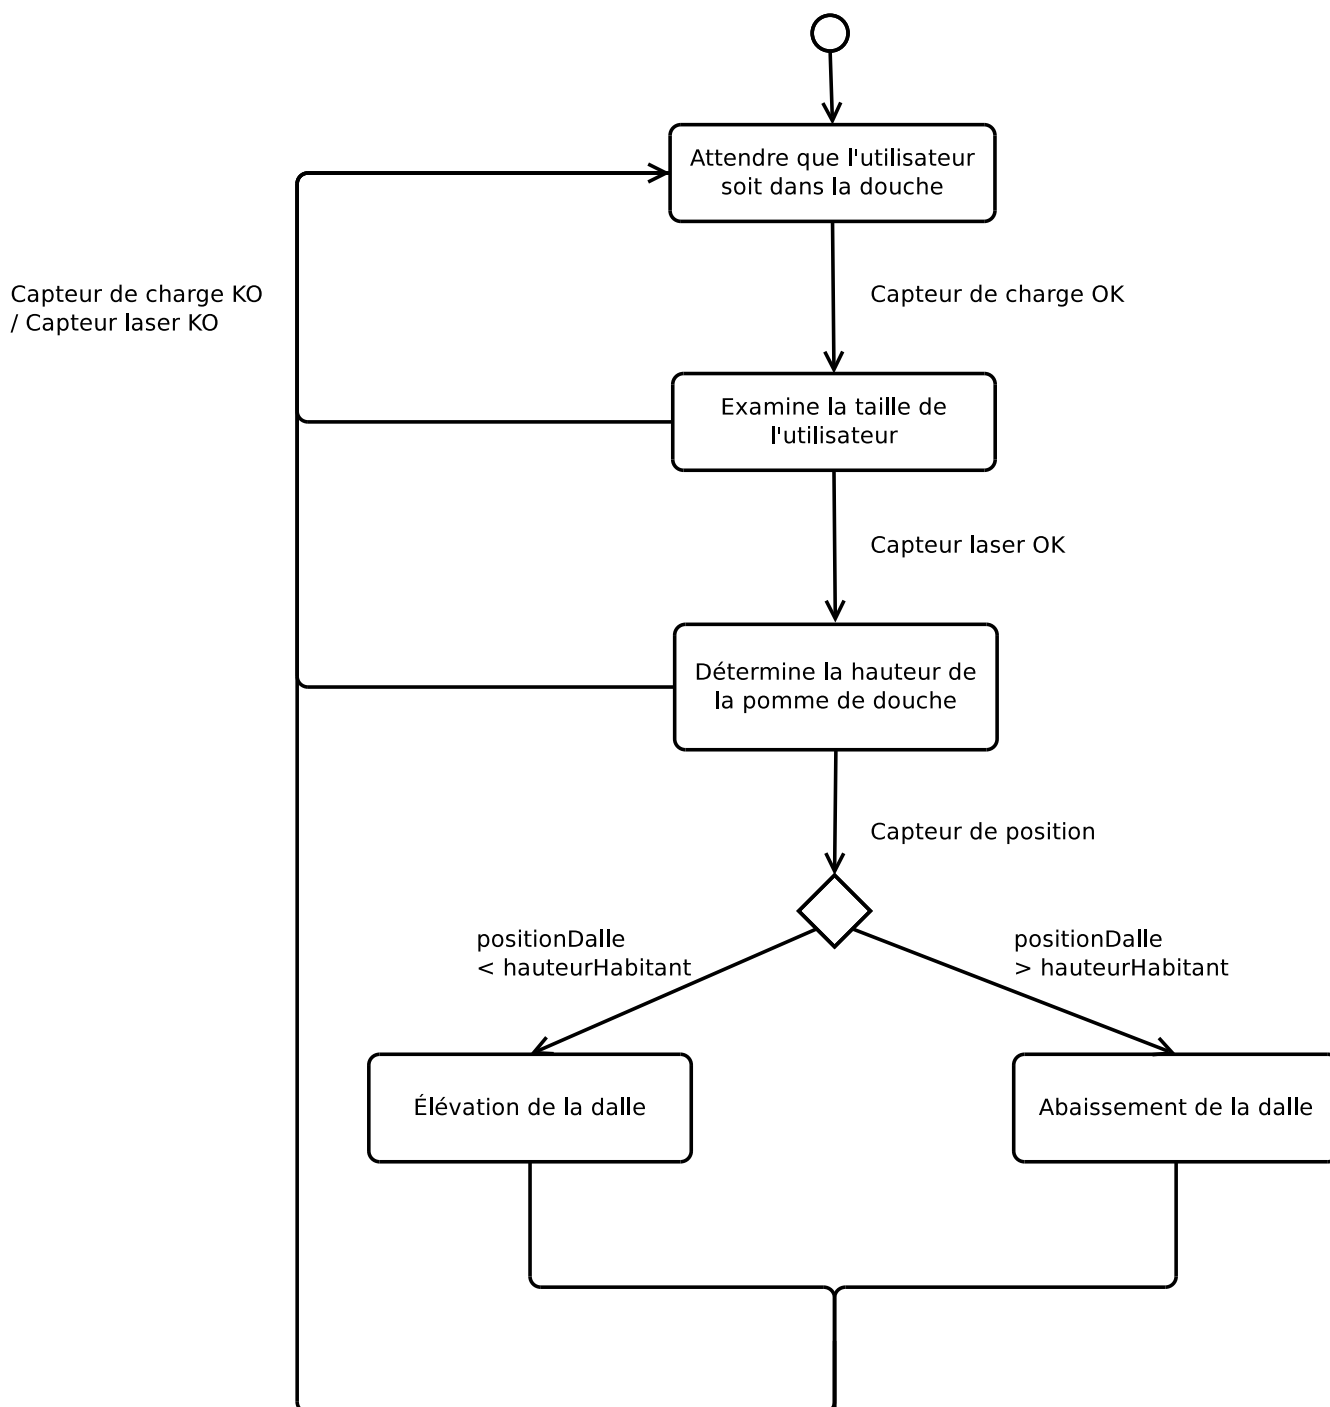 Attendre que l'utilisateur
soit dans la douche
Capteur de charge KO
/ Capteur laser KO
Capteur de charge OK
Examine la taille de
l'utilisateur
Capteur laser OK
Détermine la hauteur de
la pomme de douche
Capteur de position
positionDalle
< hauteurHabitant
positionDalle
> hauteurHabitant
Élévation de la dalle
Abaissement de la dalle